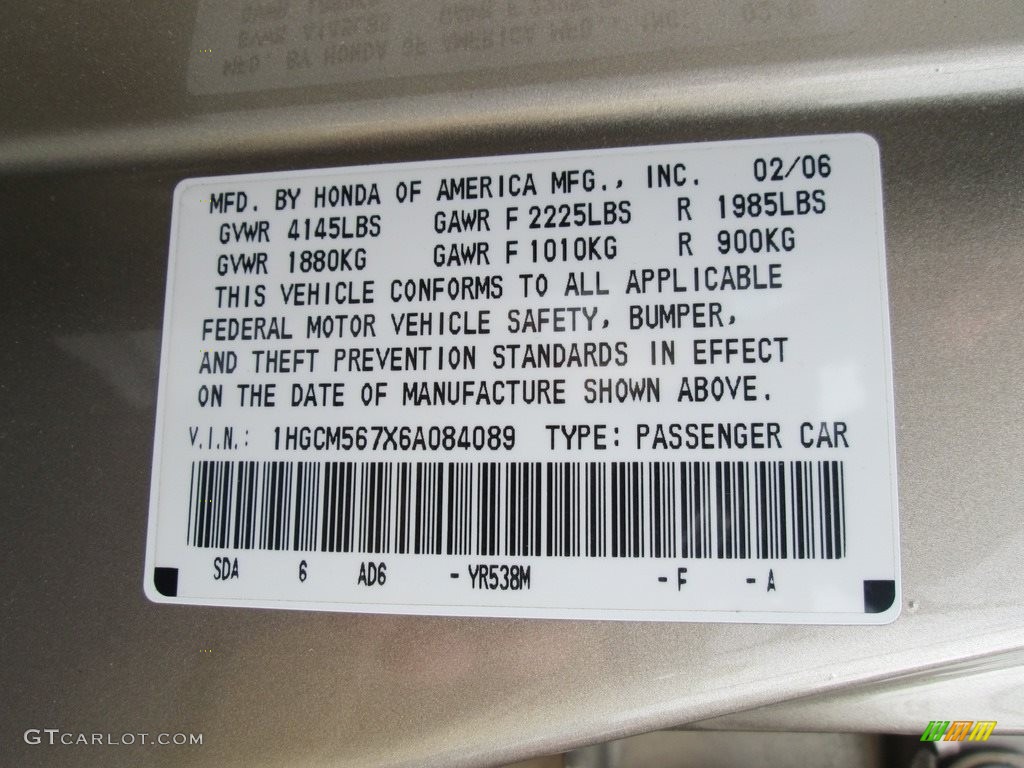 MFD. BY HONDA OF AMERICA MFG., INC. 02/06
GVWR 4145LBS GAWR F 2225LBS R 1985LBS
GVWR 1880KG GAWR F 1010KG R 900KG
THIS VEHICLE CONFORMS TO ALL APPLICABLE
FEDERAL MOTOR VEHICLE SAFETY, BUMPER,
AND THEFT PREVENTION STANDARDS IN EFFECT
ON THE DATE OF MANUFACTURE SHOWN ABOVE.
V.I.N.: 1HGCM567X6A084089 TYPE: PASSENGER CAR
SDA 6 AD6 - YR538M - F - A
GTCARLOT.COM